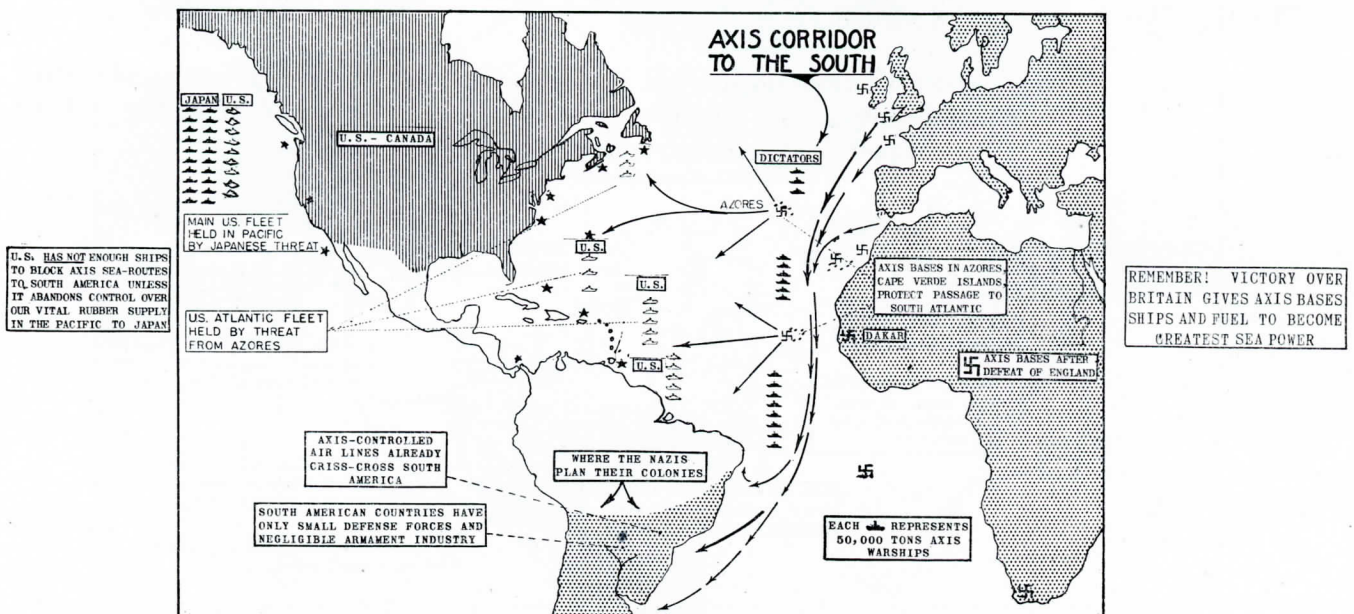 AXIS CORRIDOR
TO THE SOUTH
JAPAN
U.S.
U.S.- CANADA
DICTATORS
AZORES
MAIN U.S. FLEET
HELD IN PACIFIC
BY JAPANESE THREAT
U.S. HAS NOT ENOUGH SHIPS
TO BLOCK AXIS SEA-ROUTES
TO SOUTH AMERICA UNLESS
IT ABANDONS CONTROL OVER
OUR VITAL RUBBER SUPPLY
IN THE PACIFIC TO JAPAN
U.S.
U.S.
U.S.
US. ATLANTIC FLEET
HELD BY THREAT
FROM AZORES
AXIS BASES IN AZORES,
CAPE VERDE ISLANDS,
PROTECT PASSAGE TO
SOUTH ATLANTIC
DAKAR
AXIS BASES AFTER
DEFEAT OF ENGLAND
REMEMBER! VICTORY OVER
BRITAIN GIVES AXIS BASES
SHIPS AND FUEL TO BECOME
GREATEST SEA POWER
AXIS-CONTROLLED
AIR LINES ALREADY
CRISS-CROSS SOUTH
AMERICA
WHERE THE NAZIS
PLAN THEIR COLONIES
SOUTH AMERICAN COUNTRIES HAVE
ONLY SMALL DEFENSE FORCES AND
NEGLIGIBLE ARMAMENT INDUSTRY
EACH REPRESENTS
50,000 TONS AXIS
WARSHIPS